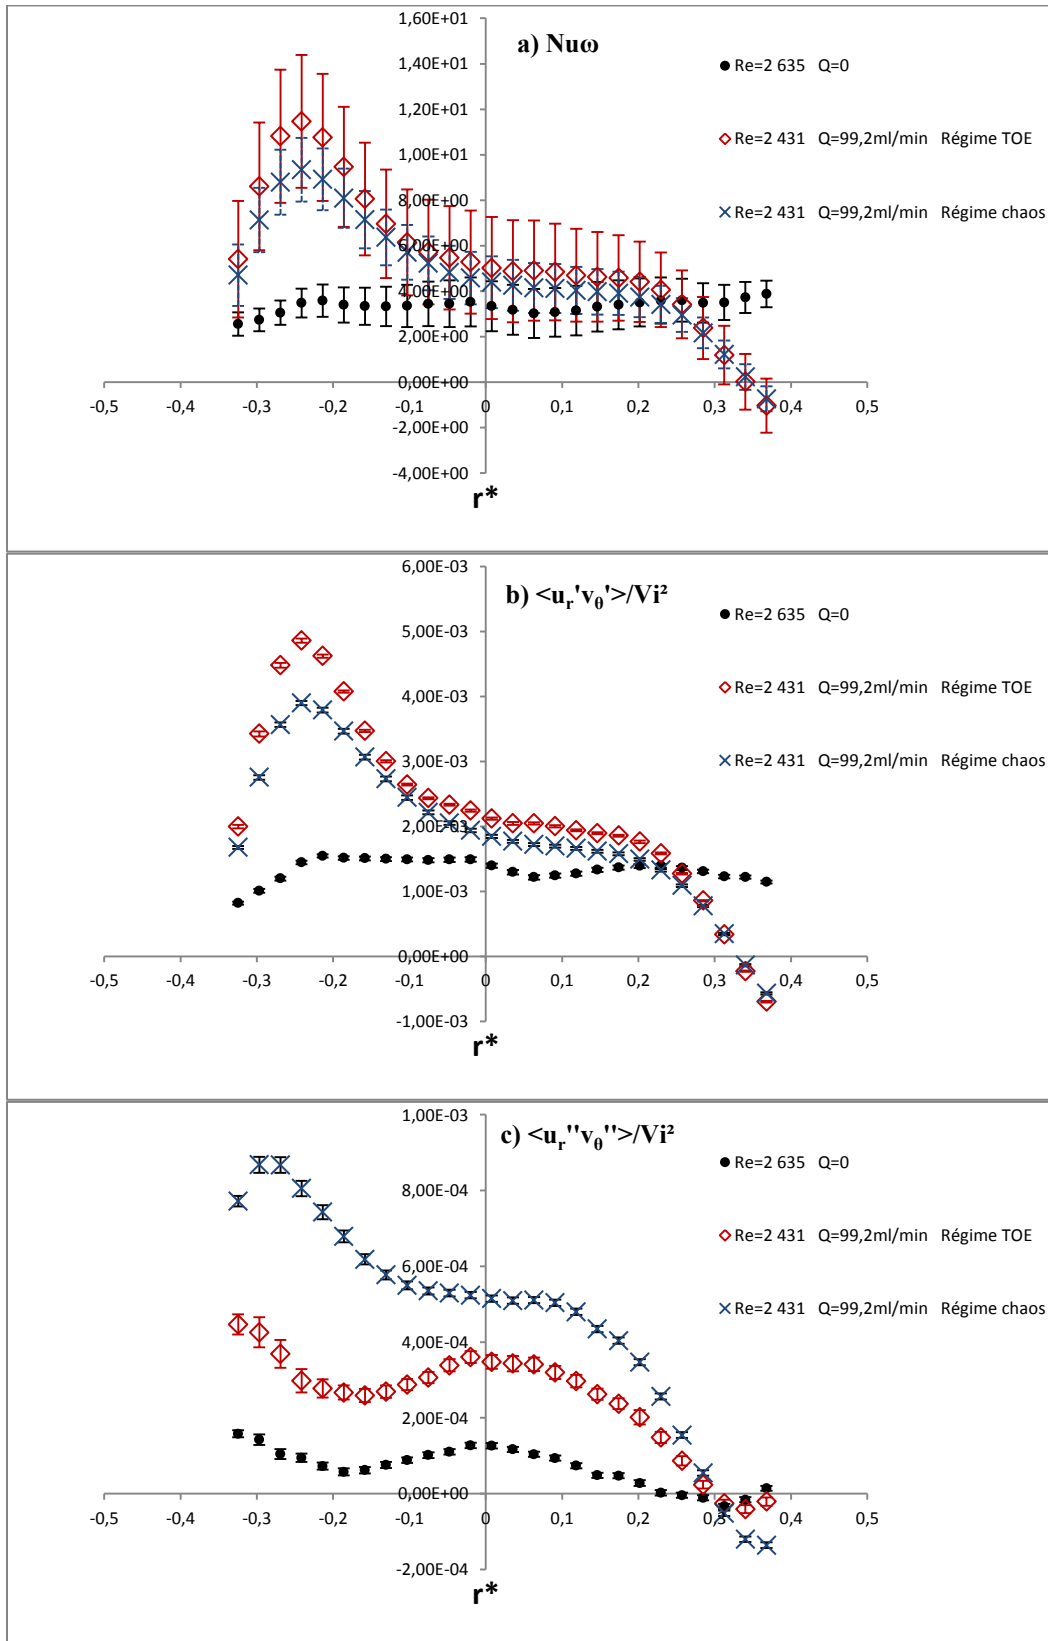 1,60E+01
a) Nuω
1,40E+01
Re=2 635 Q=0
1,20E+01
Re=2 431 Q=99,2ml/min Régime TOE
1,00E+01
8,00E+00
Re=2 431 Q=99,2ml/min Régime chaos
6,00E+00
4,00E+00
2,00E+00
0,00E+00
-0,5 -0,4 -0,3 -0,2 -0,1 0 0,1 0,2 0,3 0,4 0,5
-2,00E+00
-4,00E+00
r*
6,00E-03
b) <ur'vθ'>/Vi²
Re=2 635 Q=0
5,00E-03
Re=2 431 Q=99,2ml/min Régime TOE
4,00E-03
Re=2 431 Q=99,2ml/min Régime chaos
3,00E-03
2,00E-03
1,00E-03
0,00E+00
-0,5 -0,4 -0,3 -0,2 -0,1 0 0,1 0,2 0,3 0,4 0,5
-1,00E-03
r*
1,00E-03
c) <ur''vθ''>/Vi²
Re=2 635 Q=0
8,00E-04
Re=2 431 Q=99,2ml/min Régime TOE
6,00E-04
Re=2 431 Q=99,2ml/min Régime chaos
4,00E-04
2,00E-04
0,00E+00
-0,5 -0,4 -0,3 -0,2 -0,1 0 0,1 0,2 0,3 0,4 0,5
-2,00E-04
r*